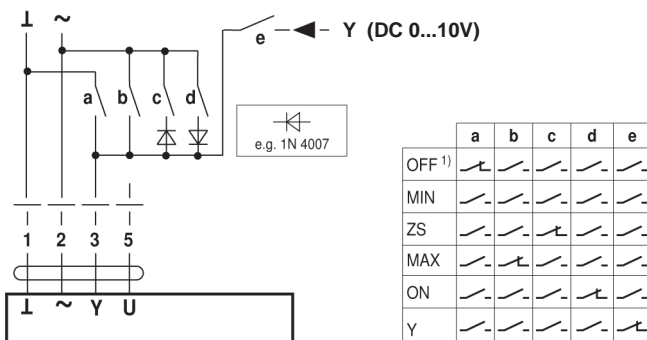 ⊥ ~
e Y (DC 0...10V)
a b c d
e.g. 1N 4007
1 2 3 5
⊥ ~ Y U
a b c d e
OFF 1)
MIN
ZS
MAX
ON
Y